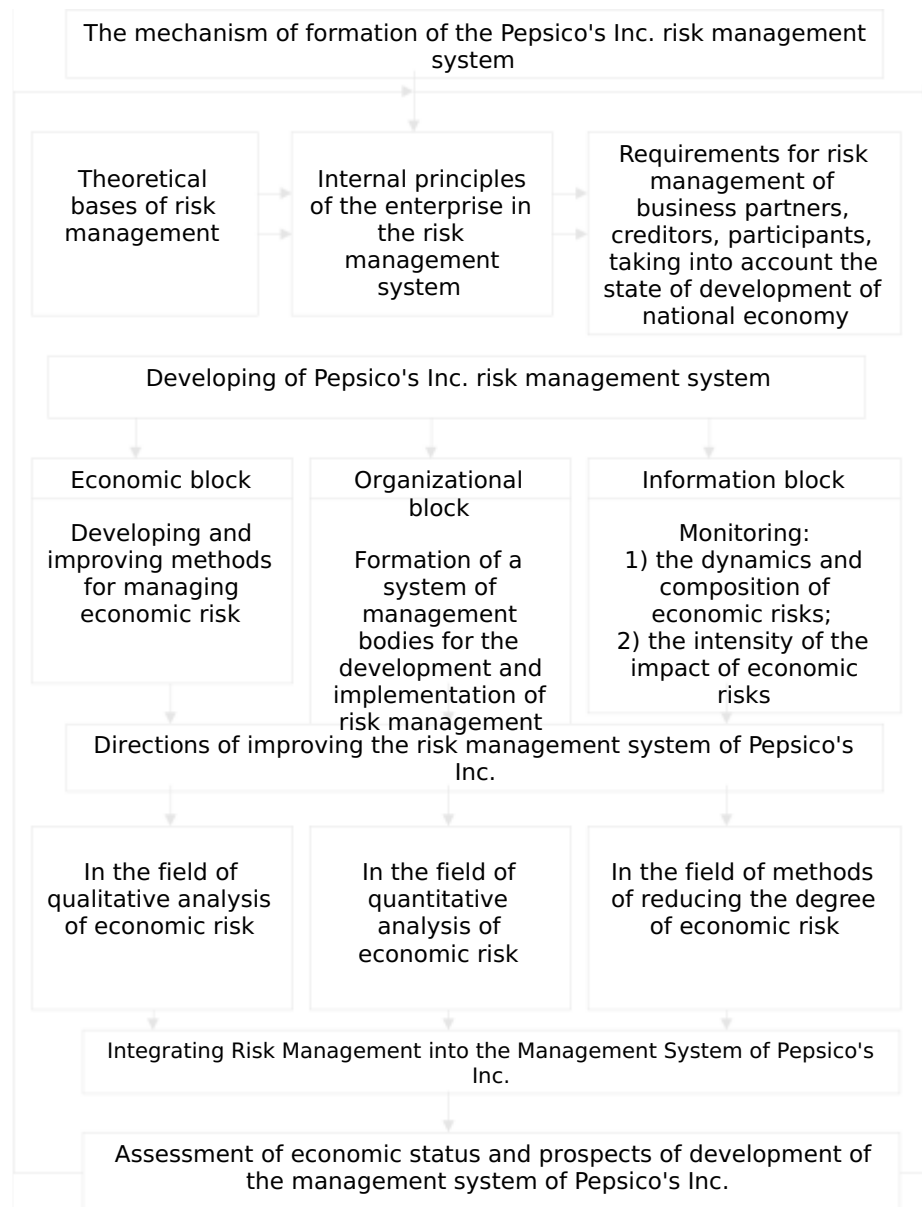 The mechanism of formation of the Pepsico's Inc. risk management
system
Theoretical
bases of risk
management
Internal principles
of the enterprise in
the risk
management
system
Requirements for risk
management of
business partners,
creditors, participants,
taking into account the
state of development of
national economy
Developing of Pepsico's Inc. risk management system
Economic block
Developing and
improving methods
for managing
economic risk
Organizational
block
Formation of a
system of
management
bodies for the
development and
implementation of
risk management
Information block
Monitoring:
1) the dynamics and
composition of
economic risks;
2) the intensity of the
impact of economic
risks
Directions of improving the risk management system of Pepsico's
Inc.
In the field of
qualitative analysis
of economic risk
In the field of
quantitative
analysis of
economic risk
In the field of methods
of reducing the degree
of economic risk
Integrating Risk Management into the Management System of Pepsico's
Inc.
Assessment of economic status and prospects of development of
the management system of Pepsico's Inc.